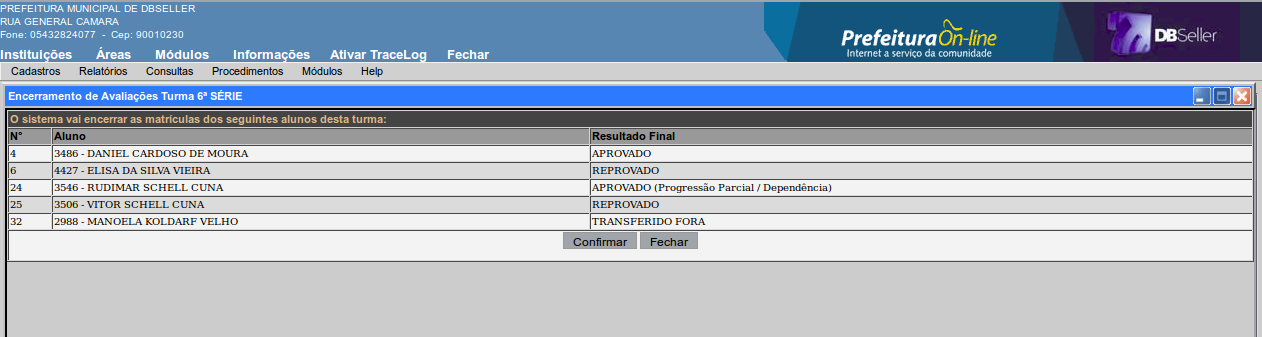 PREFEITURA MUNICIPAL DE DBSELLER
RUA GENERAL CAMARA
Fone: 05432824077 - Cep: 90010230
Instituições Áreas Módulos Informações Ativar TraceLog Fechar
Prefeitura On-line
Internet a serviço da comunidade
DBSeller
Cadastros Relatórios Consultas Procedimentos Módulos Help
Encerramento de Avaliações Turma 6ª SÉRIE
O sistema vai encerrar as matrículas dos seguintes alunos desta turma:
N° Aluno Resultado Final
4 3486 - DANIEL CARDOSO DE MOURA APROVADO
6 4427 - ELISA DA SILVA VIEIRA REPROVADO
24 3546 - RUDIMAR SCHELL CUNA APROVADO (Progressão Parcial / Dependência)
25 3506 - VITOR SCHELL CUNA REPROVADO
32 2988 - MANOELA KOLDARF VELHO TRANSFERIDO FORA
Confirmar Fechar